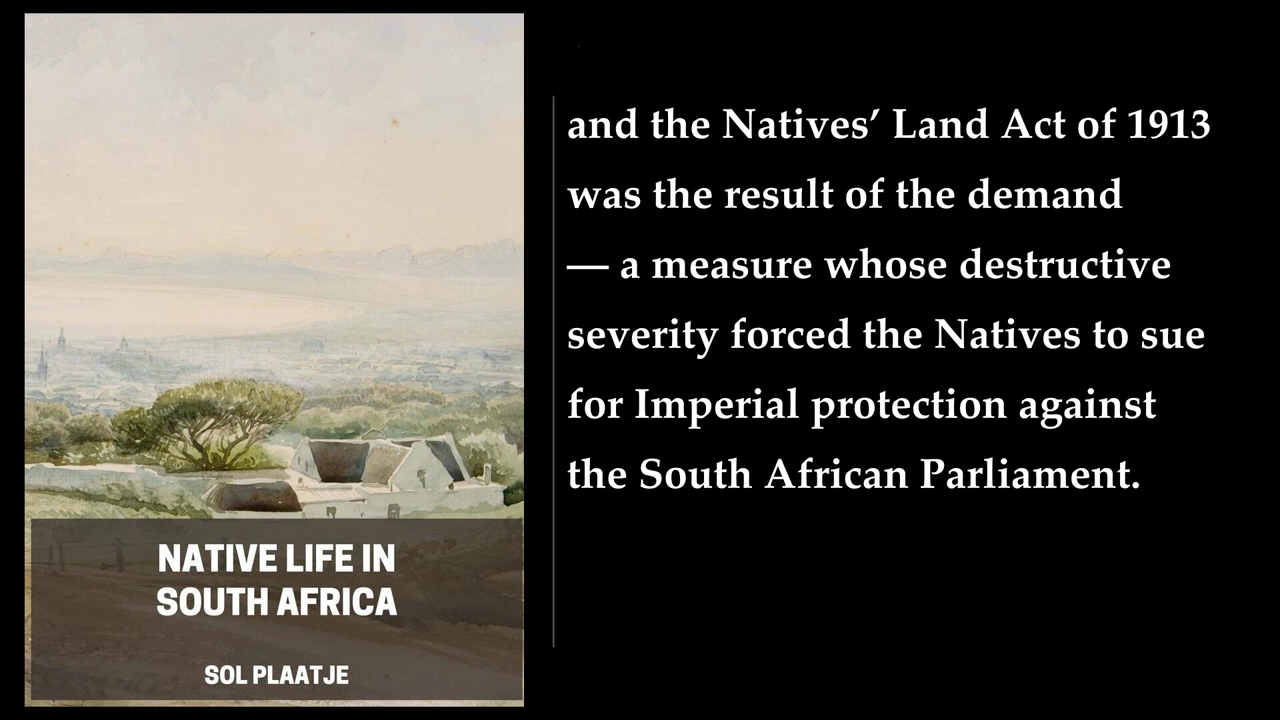 and the Natives’ Land Act of 1913
was the result of the demand
— a measure whose destructive
severity forced the Natives to sue
for Imperial protection against
the South African Parliament.
NATIVE LIFE IN
SOUTH AFRICA
SOL PLAATJE